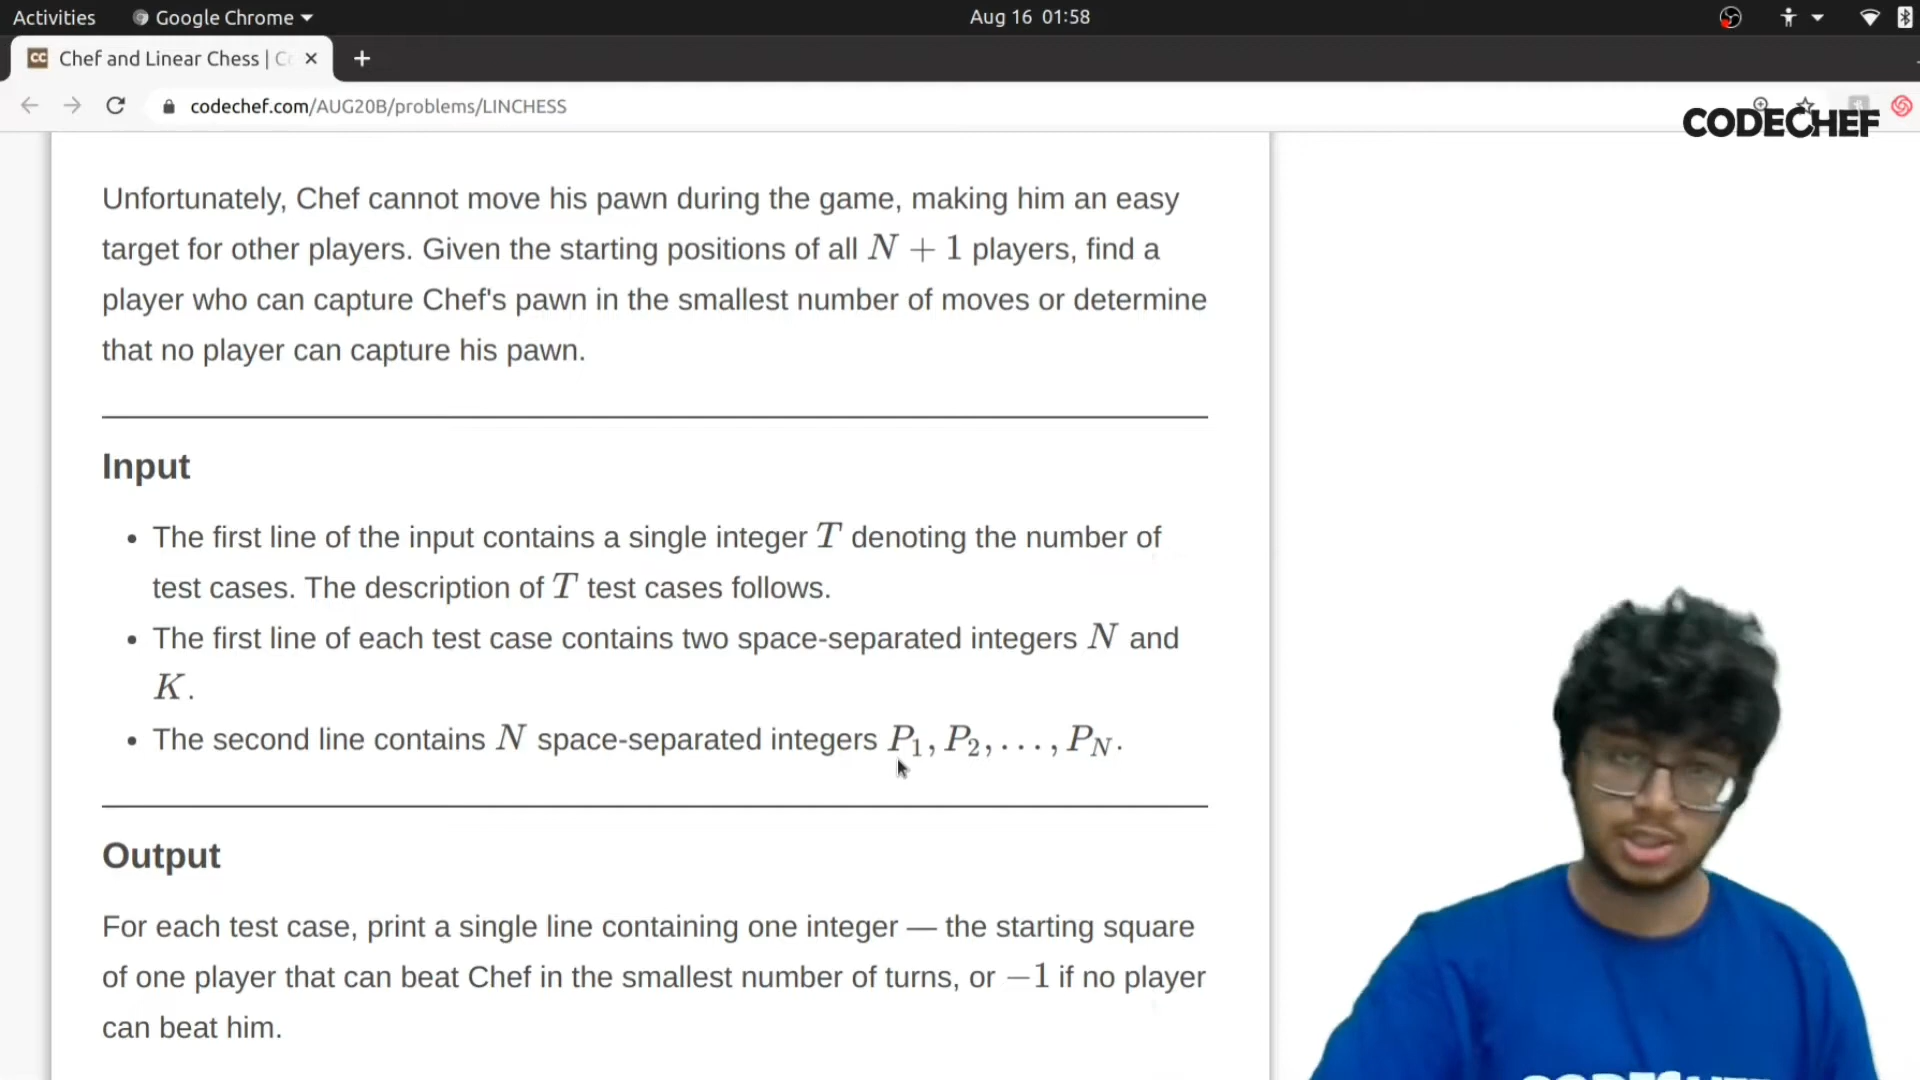 Activities
Google Chrome
Aug 16 01:58
CC Chef and Linear Chess |
codechef.com/AUG20B/problems/LINCHESS
CODECHEF
Unfortunately, Chef cannot move his pawn during the game, making him an easy
target for other players. Given the starting positions of all N + 1 players, find a
player who can capture Chef's pawn in the smallest number of moves or determine
that no player can capture his pawn.
Input
• The first line of the input contains a single integer T denoting the number of
test cases. The description of T test cases follows.
• The first line of each test case contains two space-separated integers N and
K.
• The second line contains N space-separated integers P₁, P₂, ..., P_N.
Output
For each test case, print a single line containing one integer — the starting square
of one player that can beat Chef in the smallest number of turns, or −1 if no player
can beat him.